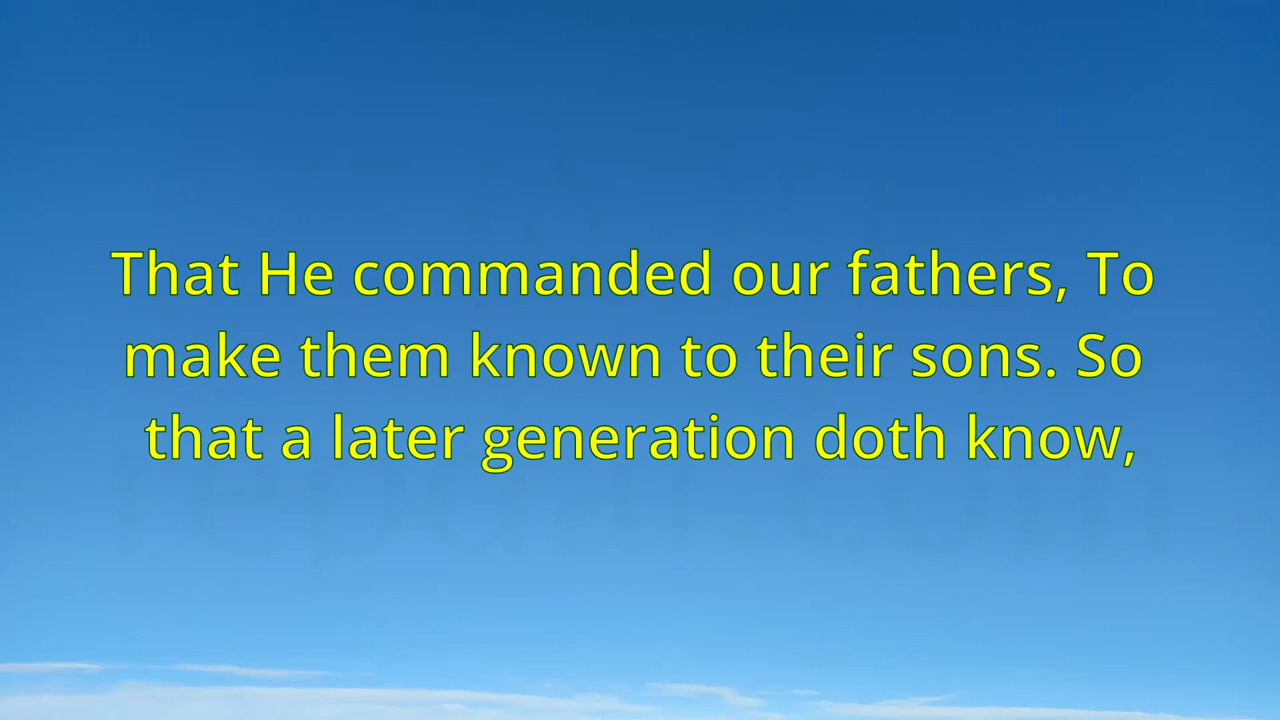 That He commanded our fathers, To
make them known to their sons. So
that a later generation doth know,